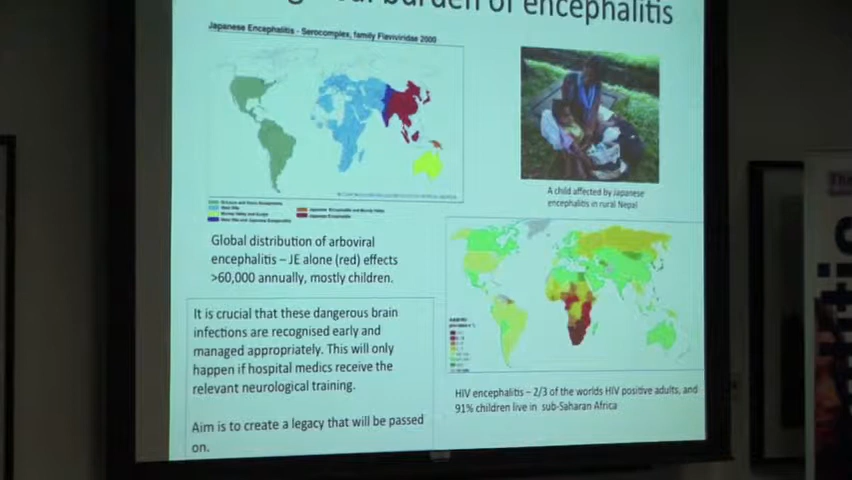 burden of encephalitis
Japanese Encephalitis - Serocomplex, family Flaviviridae 2000
A child affected by Japanese
encephalitis in rural Nepal
Global distribution of arboviral
encephalitis – JE alone (red) effects
>60,000 annually, mostly children.
It is crucial that these dangerous brain
infections are recognised early and
managed appropriately. This will only
happen if hospital medics receive the
relevant neurological training.
Aim is to create a legacy that will be passed
on.
HIV encephalitis – 2/3 of the worlds HIV positive adults, and
91% children live in sub-Saharan Africa